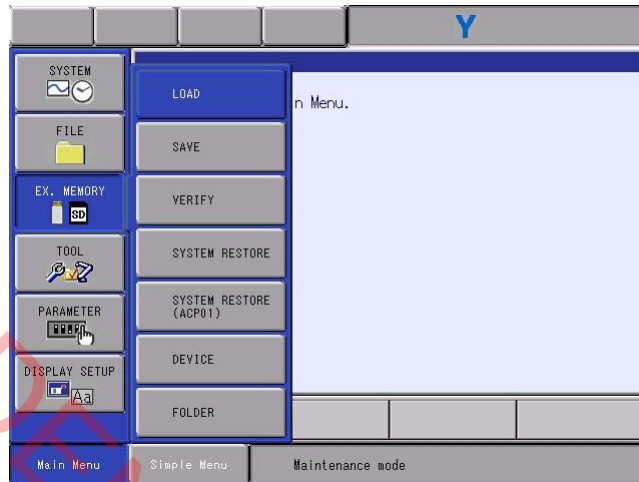 Y
SYSTEM
FILE
EX. MEMORY
SD
TOOL
PARAMETER
DISPLAY SETUP
Aa
LOAD
SAVE
VERIFY
SYSTEM RESTORE
SYSTEM RESTORE
(ACP01)
DEVICE
FOLDER
n Menu.
Main Menu
Simple Menu
Maintenance mode